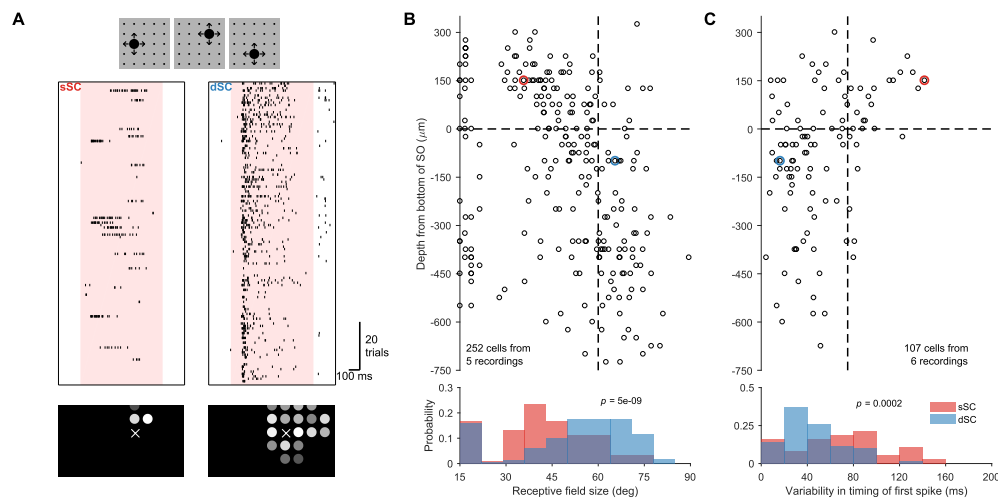 A
sSC
dSC
20
trials
100 ms
B
Depth from bottom of SO (μm)
300
150
0
-150
-300
-450
-600
-750
252 cells from
5 recordings
Probability
0.3
0.2
0.1
0
p = 5e-09
15
30
45
60
75
90
Receptive field size (deg)
C
300
150
0
-150
-300
-450
-600
-750
107 cells from
6 recordings
0.50
0.25
0
p = 0.0002
sSC
dSC
0
40
80
120
160
200
Variability in timing of first spike (ms)